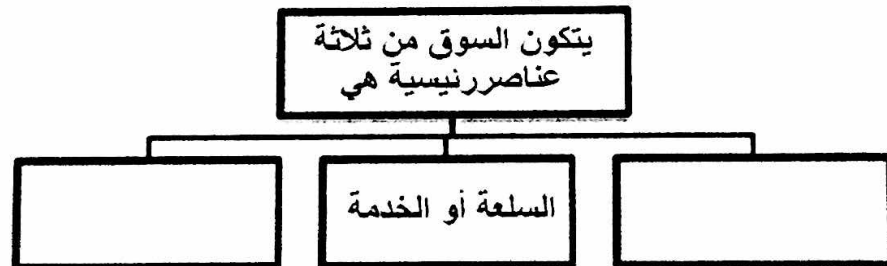 يتكون السوق من ثلاثة
عناصررئيسية هي
السلعة أو الخدمة